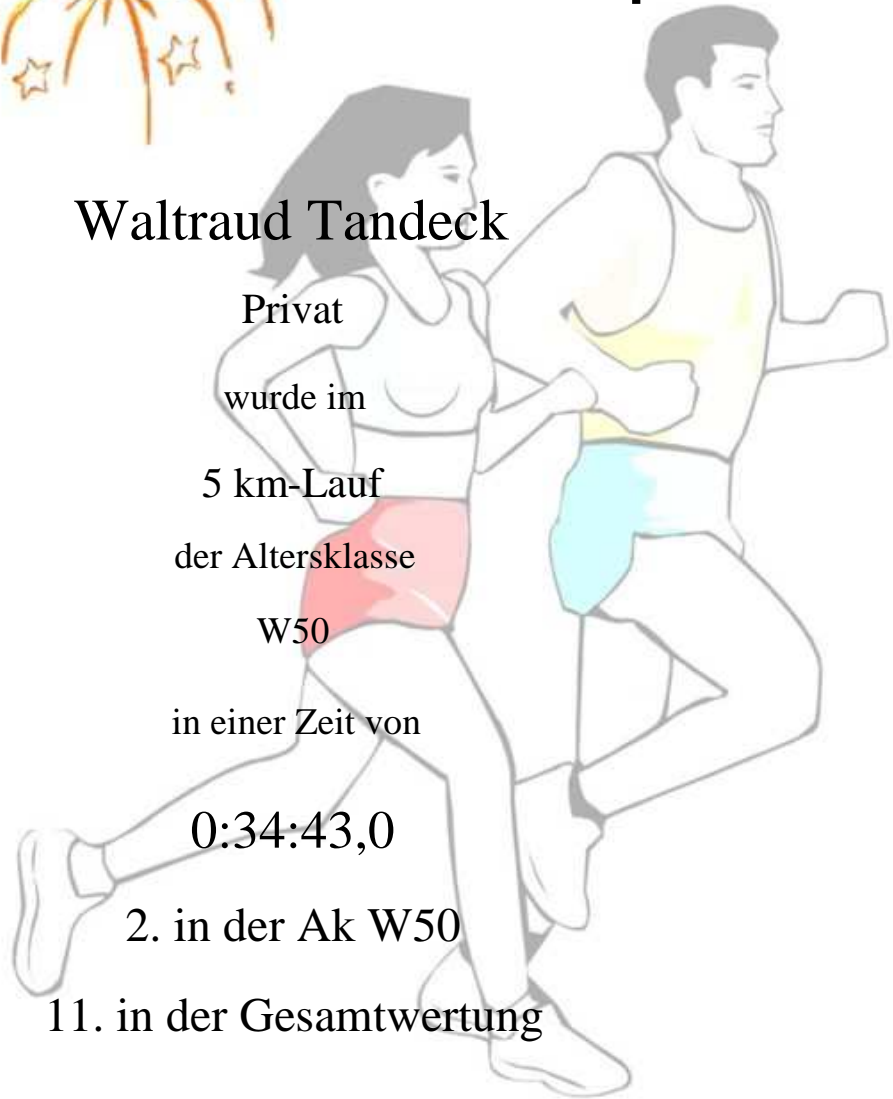 Waltraud Tandeck
Privat
wurde im
5 km-Lauf
der Altersklasse
W50
in einer Zeit von
0:34:43,0
2. in der Ak W50
11. in der Gesamtwertung